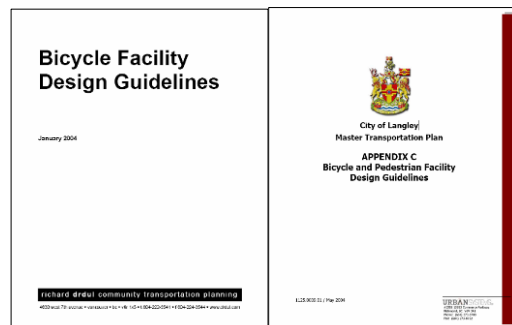 Bicycle Facility
Design Guidelines
January 2004
richard drdul community transportation planning
City of Langley
Master Transportation Plan
APPENDIX C
Bicycle and Pedestrian Facility
Design Guidelines
May 2004
URBAN